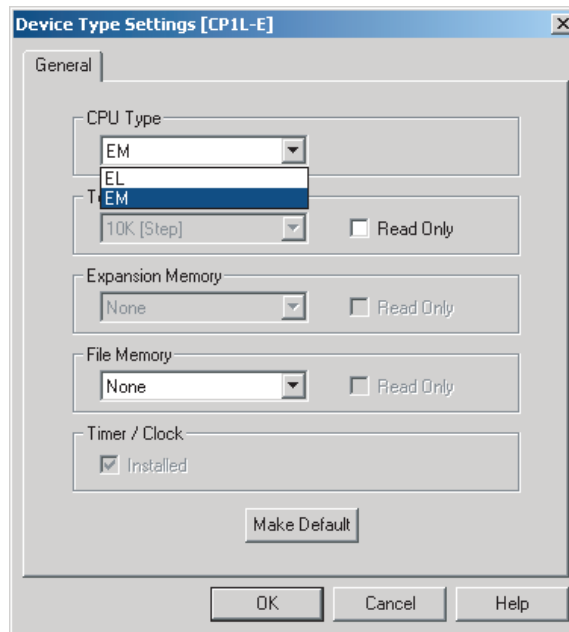 Device Type Settings [CP1L-E]
General
CPU Type
EM
EL
EM
10K [Step]
Read Only
Expansion Memory
None
Read Only
File Memory
None
Read Only
Timer / Clock
Installed
Make Default
OK
Cancel
Help